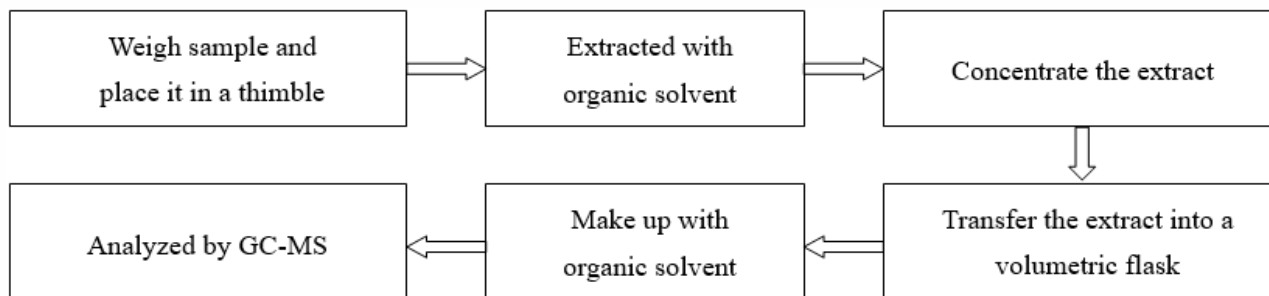 Weigh sample and
place it in a thimble
Extracted with
organic solvent
Concentrate the extract
Transfer the extract into a
volumetric flask
Make up with
organic solvent
Analyzed by GC-MS